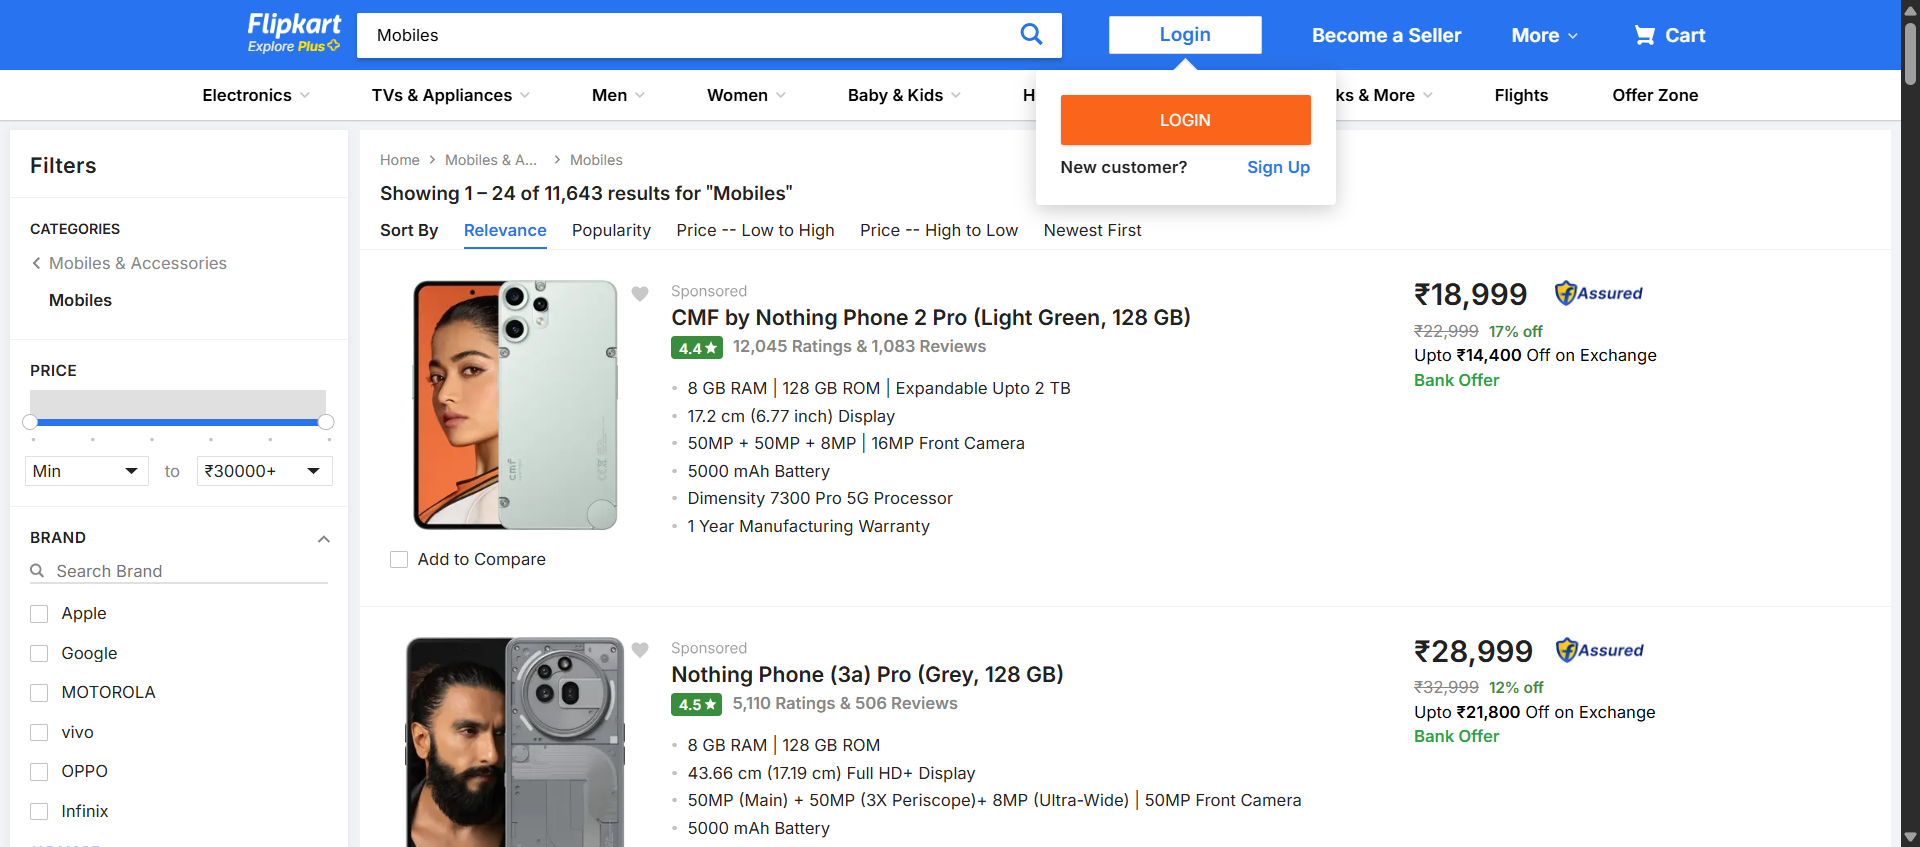 Flipkart
Explore Plus
Mobiles
Login
Become a Seller
More
Cart
Electronics
TVs & Appliances
Men
Women
Baby & Kids
H
ks & More
Flights
Offer Zone
LOGIN
New customer? Sign Up
Filters
CATEGORIES
Mobiles & Accessories
Mobiles
PRICE
Min to ₹30000+
BRAND
Search Brand
Apple
Google
MOTOROLA
vivo
OPPO
Infinix
Home > Mobiles & A... > Mobiles
Showing 1 – 24 of 11,643 results for "Mobiles"
Sort By Relevance Popularity Price -- Low to High Price -- High to Low Newest First
Sponsored
CMF by Nothing Phone 2 Pro (Light Green, 128 GB)
4.4 ★ 12,045 Ratings & 1,083 Reviews
8 GB RAM | 128 GB ROM | Expandable Upto 2 TB
17.2 cm (6.77 inch) Display
50MP + 50MP + 8MP | 16MP Front Camera
5000 mAh Battery
Dimensity 7300 Pro 5G Processor
1 Year Manufacturing Warranty
cmf
Add to Compare
₹18,999
Assured
₹22,999 17% off
Upto ₹14,400 Off on Exchange
Bank Offer
Sponsored
Nothing Phone (3a) Pro (Grey, 128 GB)
4.5 ★ 5,110 Ratings & 506 Reviews
8 GB RAM | 128 GB ROM
43.66 cm (17.19 cm) Full HD+ Display
50MP (Main) + 50MP (3X Periscope)+ 8MP (Ultra-Wide) | 50MP Front Camera
5000 mAh Battery
₹28,999
Assured
₹32,999 12% off
Upto ₹21,800 Off on Exchange
Bank Offer